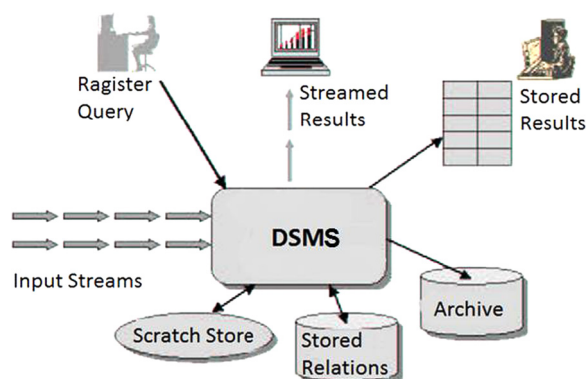 Ragister
Query
Streamed
Results
Stored
Results
DSMS
Input Streams
Scratch Store
Stored
Relations
Archive